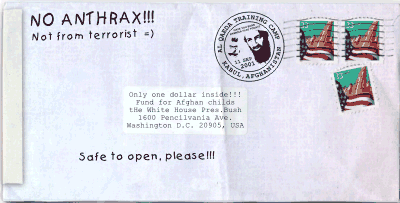 NO ANTHRAX!!!
Not from terrorist =)
AL QAEDA TRAINING CAMP
11 SEP
2001
KABUL, AFGHANISTAN
Only one dollar inside!!!
Fund for Afghan childs
tHe White House Pres.Bush
1600 Pencilvania Ave.
Washington D.C. 20905, USA
Safe to open, please!!!